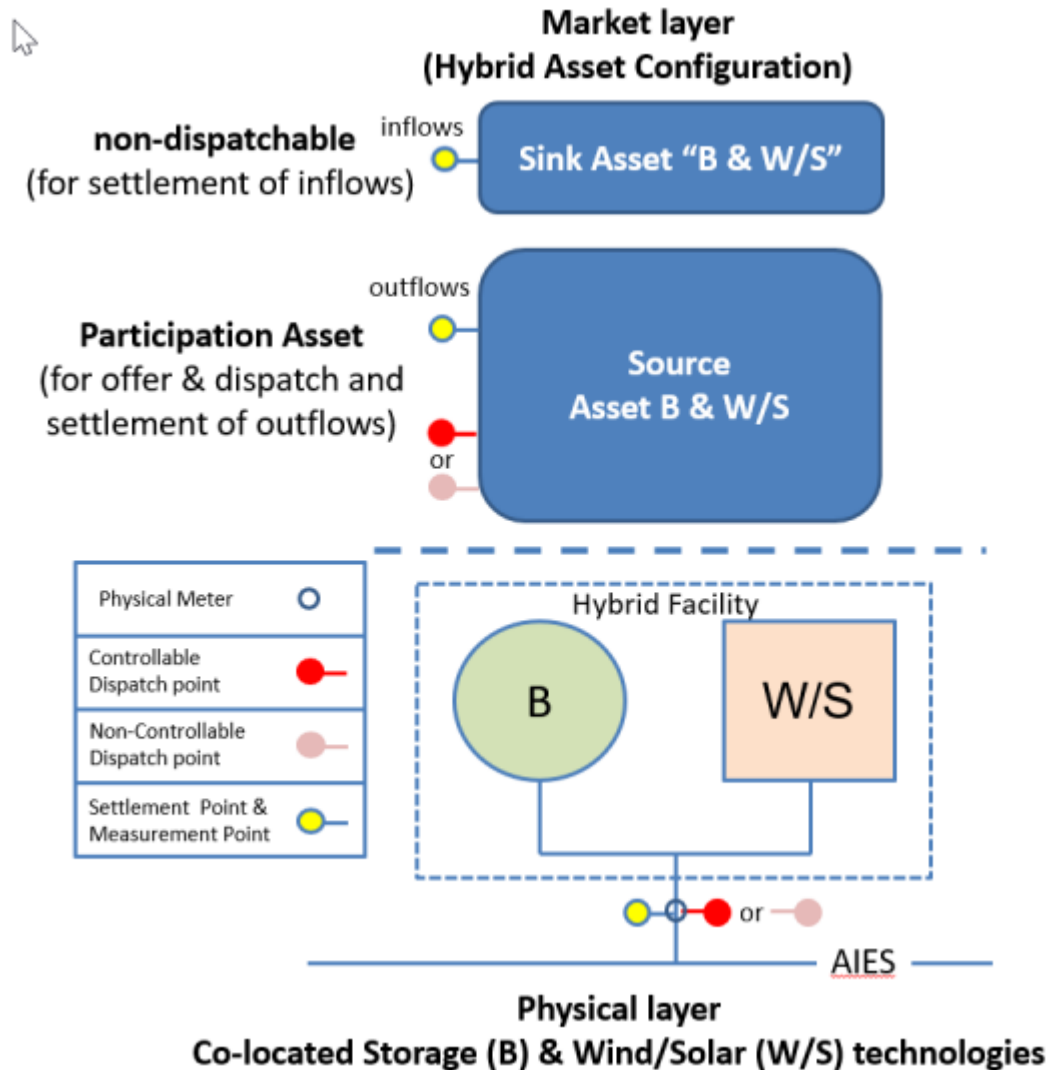 Market layer
(Hybrid Asset Configuration)
inflows
non-dispatchable
(for settlement of inflows)
Sink Asset “B & W/S”
outflows
Participation Asset
(for offer & dispatch and
settlement of outflows)
or
Source
Asset B & W/S
Physical Meter
Controllable
Dispatch point
Non-Controllable
Dispatch point
Settlement Point &
Measurement Point
Hybrid Facility
B
W/S
or
AIES
Physical layer
Co-located Storage (B) & Wind/Solar (W/S) technologies